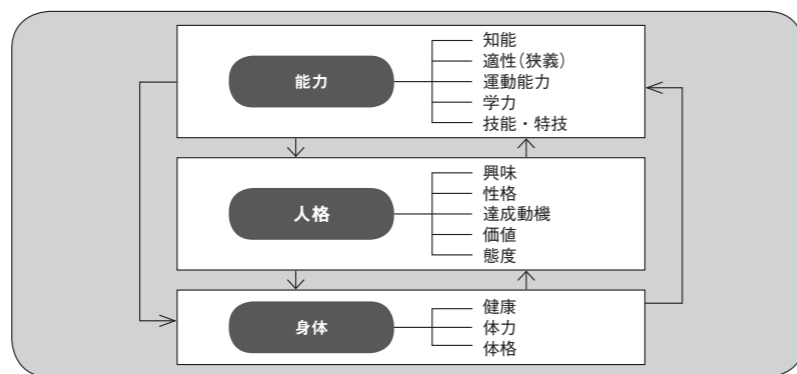 能力
知能
適性（狭義）
運動能力
学力
技能・特技
人格
興味
性格
達成動機
価値
態度
身体
健康
体力
体格